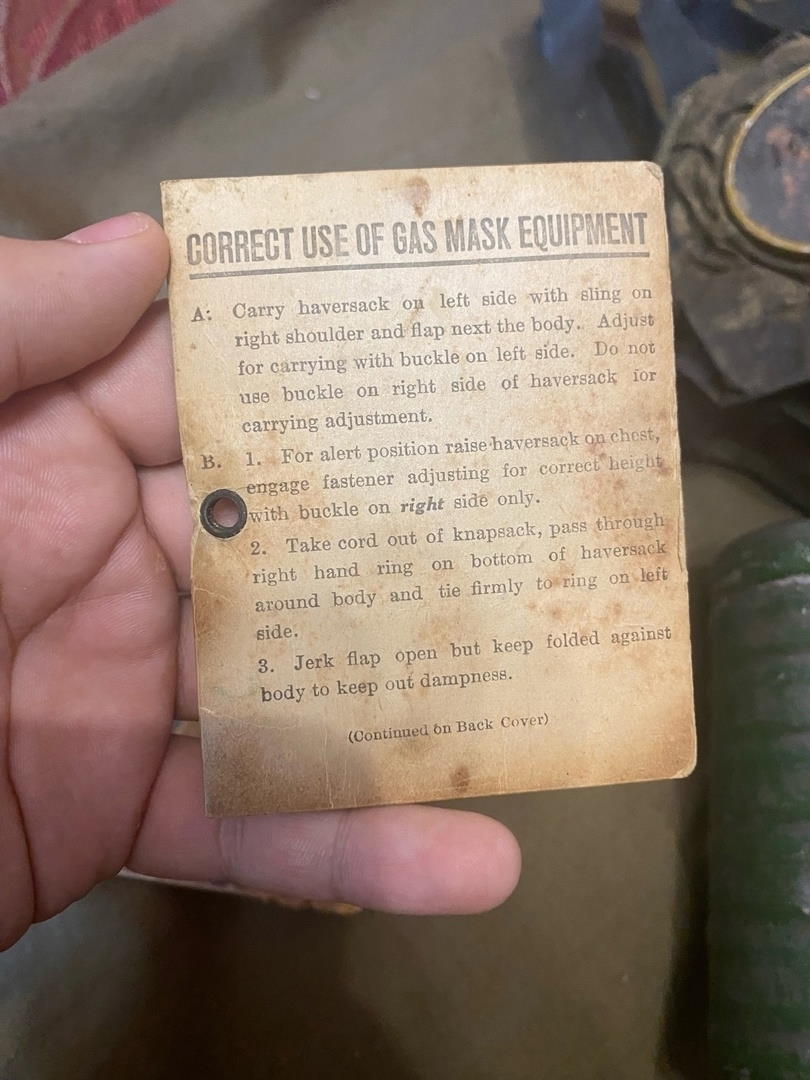 CORRECT USE OF GAS MASK EQUIPMENT
A: Carry haversack on left side with sling on
right shoulder and flap next the body. Adjust
for carrying with buckle on left side. Do not
use buckle on right side of haversack for
carrying adjustment.
B. 1. For alert position raise haversack on chest,
engage fastener adjusting for correct height
with buckle on right side only.
2. Take cord out of knapsack, pass through
right hand ring on bottom of haversack
around body and tie firmly to ring on left
side.
3. Jerk flap open but keep folded against
body to keep out dampness.
(Continued on Back Cover)